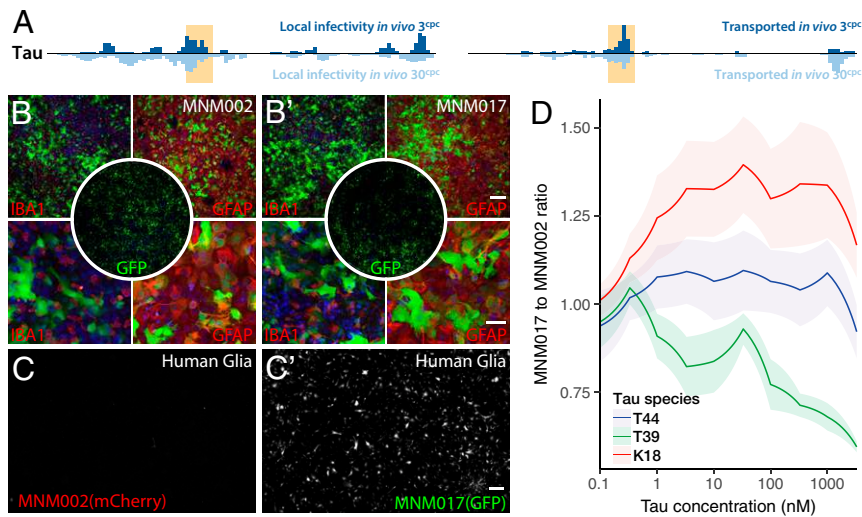 A
Tau
Local infectivity in vivo 3cpc
Local infectivity in vivo 30cpc
Transported in vivo 3cpc
Transported in vivo 30cpc
B
MNM002
IBA1
GFAP
GFP
IBA1
GFAP
B'
MNM017
IBA1
GFAP
GFP
IBA1
GFAP
C
Human Glia
MNM002(mCherry)
C'
Human Glia
MNM017(GFP)
D
MNM017 to MNM002 ratio
1.50
1.25
1.00
0.75
Tau species
T44
T39
K18
0.1 1 10 100 1000
Tau concentration (nM)